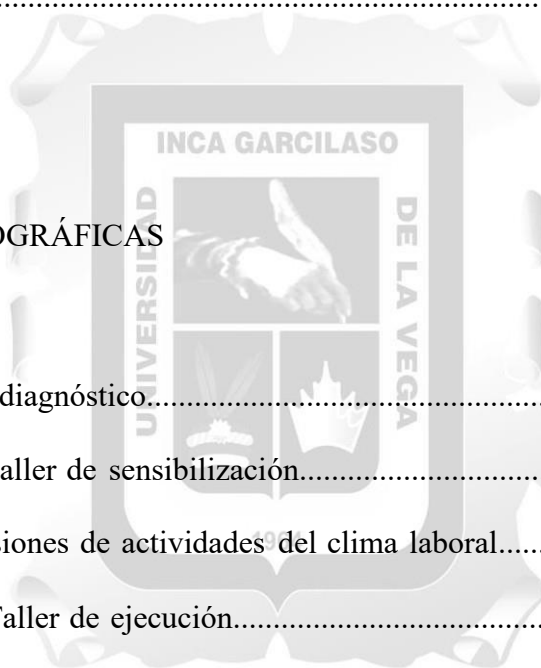 .......................................................................
INCA GARCILASO
UNIVERSIDAD
DE LA VEGA
OGRÁFICAS
diagnóstico..................................................
aller de sensibilización..............................
siones de actividades del clima laboral.....
1964
Taller de ejecución.......................................